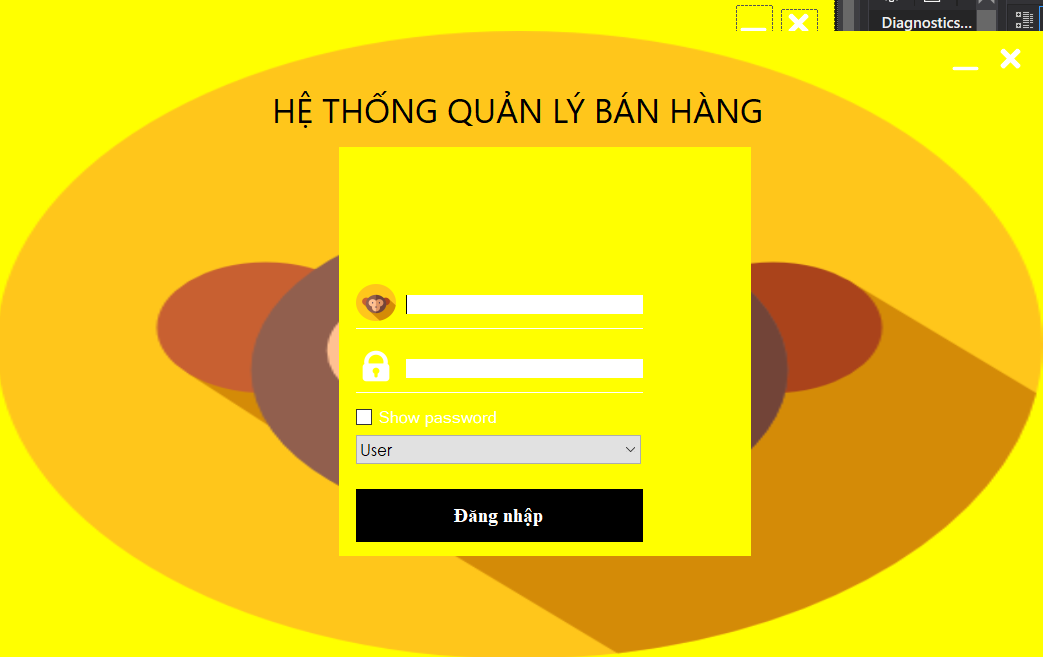 Diagnostics...
HỆ THỐNG QUẢN LÝ BÁN HÀNG
Show password
User
Đăng nhập